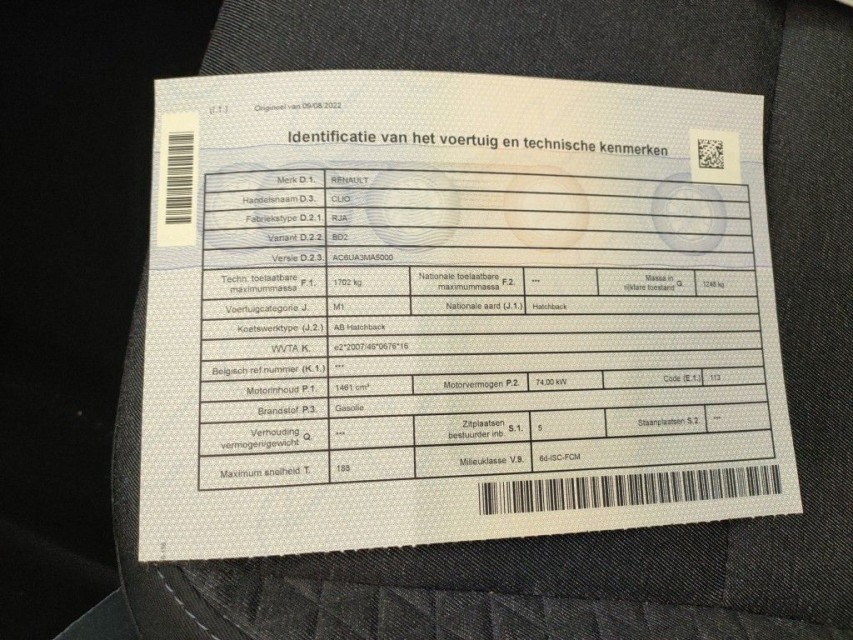 (I.1.) Origineel van 09/08/2022
Identificatie van het voertuig en technische kenmerken
Merk D.1. RENAULT
Handelsnaam D.3. CLIO
Fabriekstype D.2.1. RJA
Variant D.2.2. BD2
Versie D.2.3. AC6UA3MA5000
Techn. toelaatbare maximummassa F.1. 1702 kg Nationale toelaatbare maximummassa F.2. --- Massa in rijklare toestand G. 1248 kg
Voertuigcategorie J. M1 Nationale aard (J.1.) Hatchback
Koetswerktype (J.2.) AB Hatchback
WVTA K. e2*2007/46*0676*16
Belgisch ref.nummer (K.1.) ---
Motorinhoud P.1. 1461 cm³ Motorvermogen P.2. 74,00 kW Code (E.1.) 113
Brandstof P.3. Gasolie
Verhouding vermogen/gewicht Q. --- Zitplaatsen bestuurder inb. S.1. 5 Staanplaatsen S.2. ---
Maximum snelheid T. 188 Milieuklasse V.9. 6d-ISC-FCM